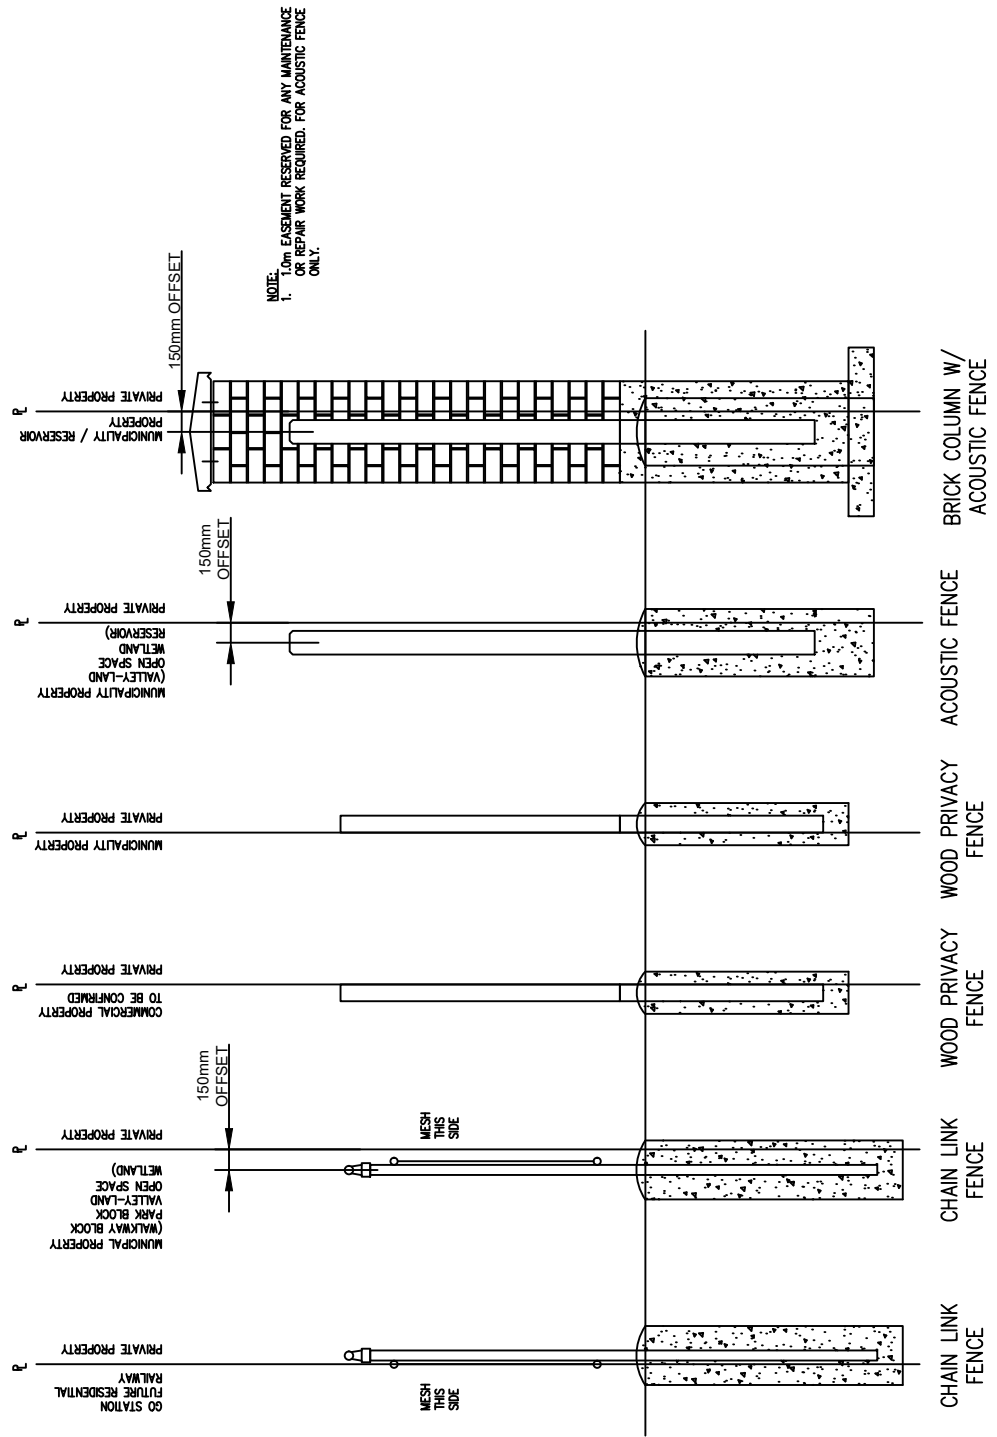 GO STATION
FUTURE RESIDENTIAL
RAILWAY
℄
PRIVATE PROPERTY
MESH
THIS
SIDE
CHAIN LINK
FENCE
MUNICIPAL PROPERTY
(WALKWAY BLOCK
PARK BLOCK
VALLEY-LAND
OPEN SPACE
WETLAND)
℄
PRIVATE PROPERTY
150mm
OFFSET
MESH
THIS
SIDE
CHAIN LINK
FENCE
COMMERCIAL PROPERTY
TO BE CONFIRMED
℄
PRIVATE PROPERTY
WOOD PRIVACY
FENCE
MUNICIPALITY PROPERTY
℄
PRIVATE PROPERTY
WOOD PRIVACY
FENCE
MUNICIPALITY PROPERTY
(VALLEY-LAND
OPEN SPACE
WETLAND
RESERVOIR)
℄
PRIVATE PROPERTY
150mm
OFFSET
ACOUSTIC FENCE
MUNICIPALITY / RESERVOIR
PROPERTY
℄
PRIVATE PROPERTY
150mm OFFSET
BRICK COLUMN W/
ACOUSTIC FENCE
NOTE:
1. 1.0m EASEMENT RESERVED FOR ANY MAINTENANCE
OR REPAIR WORK REQUIRED. FOR ACOUSTIC FENCE
ONLY.